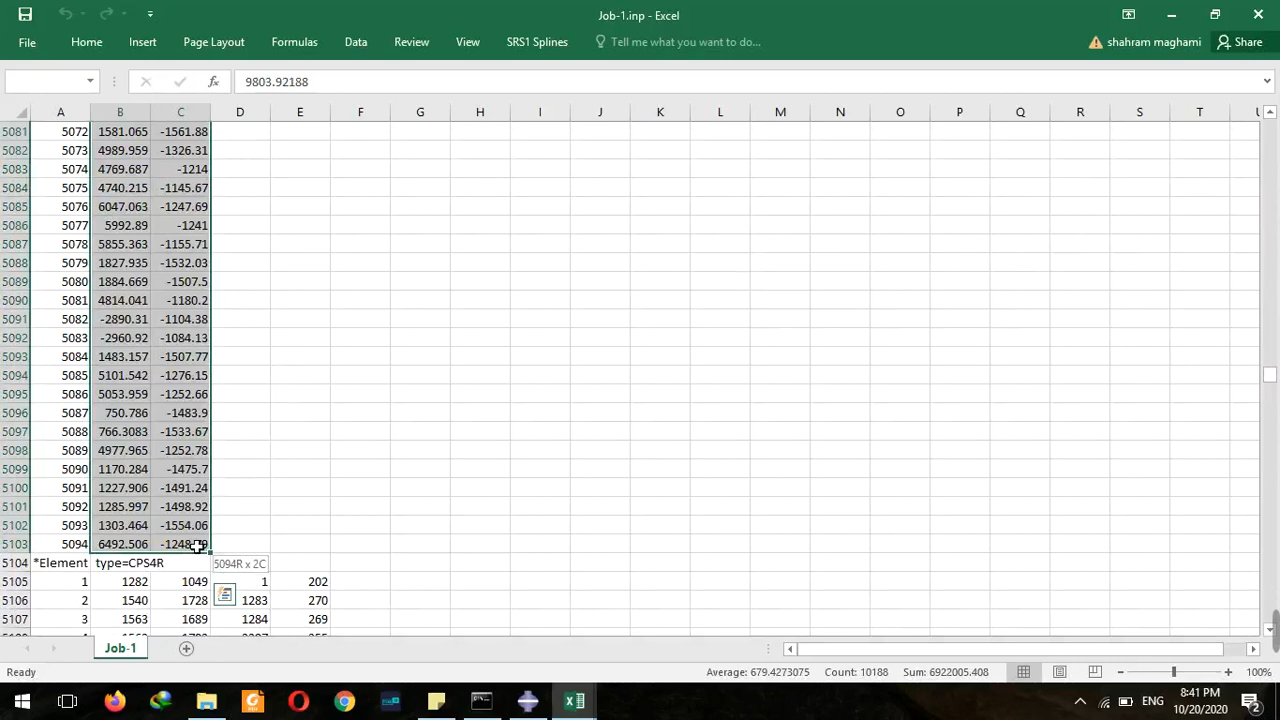 Job-1.inp - Excel
File Home Insert Page Layout Formulas Data Review View SRS1 Splines Tell me what you want to do... shahram maghami Share
fx 9803.92188
A B C D E F G H I J K L M N O P Q R S T
5081 5072 1581.065 -1561.88
5082 5073 4989.959 -1326.31
5083 5074 4769.687 -1214
5084 5075 4740.215 -1145.67
5085 5076 6047.063 -1247.69
5086 5077 5992.89 -1241
5087 5078 5855.363 -1155.71
5088 5079 1827.935 -1532.03
5089 5080 1884.669 -1507.5
5090 5081 4814.041 -1180.2
5091 5082 -2890.31 -1104.38
5092 5083 -2960.92 -1084.13
5093 5084 1483.157 -1507.77
5094 5085 5101.542 -1276.15
5095 5086 5053.959 -1252.66
5096 5087 750.786 -1483.9
5097 5088 766.3083 -1533.67
5098 5089 4977.965 -1252.78
5099 5090 1170.284 -1475.7
5100 5091 1227.906 -1491.24
5101 5092 1285.997 -1498.92
5102 5093 1303.464 -1554.06
5103 5094 6492.506
5104 *Element type=CPS4R 5094R x 2C
5105 1 1282 1049 1 202
5106 2 1540 1728 1283 270
5107 3 1563 1689 1284 269
Job-1
Ready Average: 679.4273075 Count: 10188 Sum: 6922005.408 100%
ENG 8:41 PM
10/20/2020 2